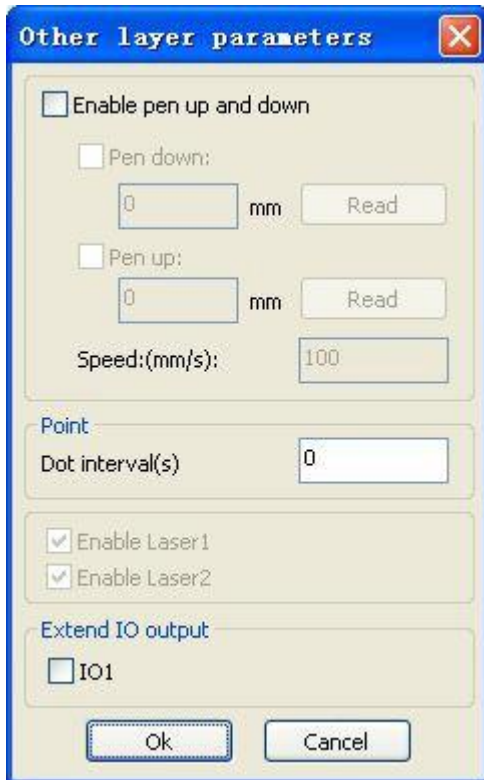 Other layer parameters
Enable pen up and down
Pen down:
0 mm Read
Pen up:
0 mm Read
Speed:(mm/s): 100
Point
Dot interval(s) 0
Enable Laser1
Enable Laser2
Extend IO output
IO1
Ok Cancel